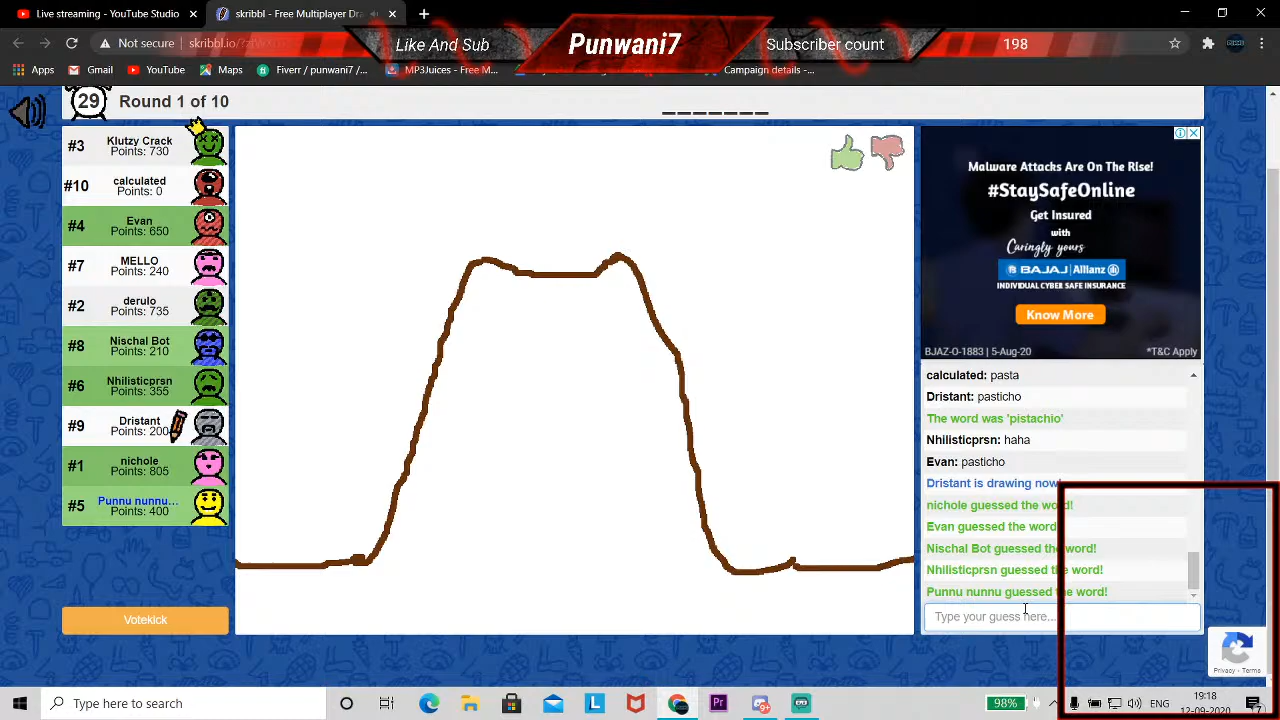 Live streaming - YouTube Studio
skribbl - Free Multiplayer Dra
Not secure
skribbl.io/
Like And Sub
Punwani7
Subscriber count
198
Apps
Gmail
YouTube
Maps
Fiverr / punwani7 /...
MP3Juices - Free M...
Campaign details -...
29
Round 1 of 10
#3
Klutzy Crack
Points: 730
#10
calculated
Points: 0
#4
Evan
Points: 650
#7
MELLO
Points: 240
#2
derulo
Points: 735
#8
Nischal Bot
Points: 210
#6
Nhilisticprsn
Points: 355
#9
Dristant
Points: 200
#1
nichole
Points: 805
#5
Punnu nunnu...
Points: 400
Votekick
Malware Attacks Are On The Rise!
#StaySafeOnline
Get Insured
with
Caringly yours
BAJAJ | Allianz
INDIVIDUAL CYBER SAFE INSURANCE
Know More
BJAZ-O-1883 | 5-Aug-20
*T&C Apply
calculated: pasta
Dristant: pasticho
The word was 'pistachio'
Nhilisticprsn: haha
Evan: pasticho
Dristant is drawing now!
nichole guessed the word!
Evan guessed the word
Nischal Bot guessed the word!
Nhilisticprsn guessed the word!
Punnu nunnu guessed the word!
Type your guess here...
Privacy - Terms
Type here to search
98%
ENG
19:18
12-09-2020